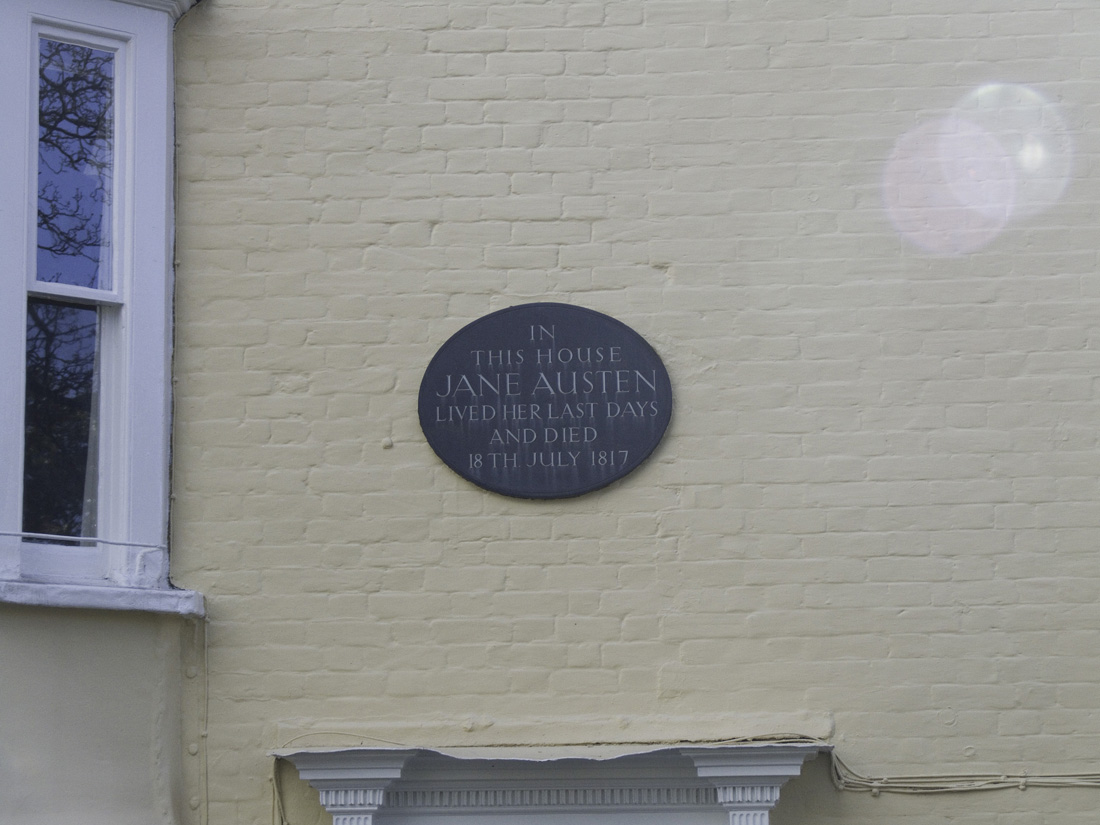 IN
THIS HOUSE
JANE AUSTEN
LIVED HER LAST DAYS
AND DIED
18TH. JULY 1817